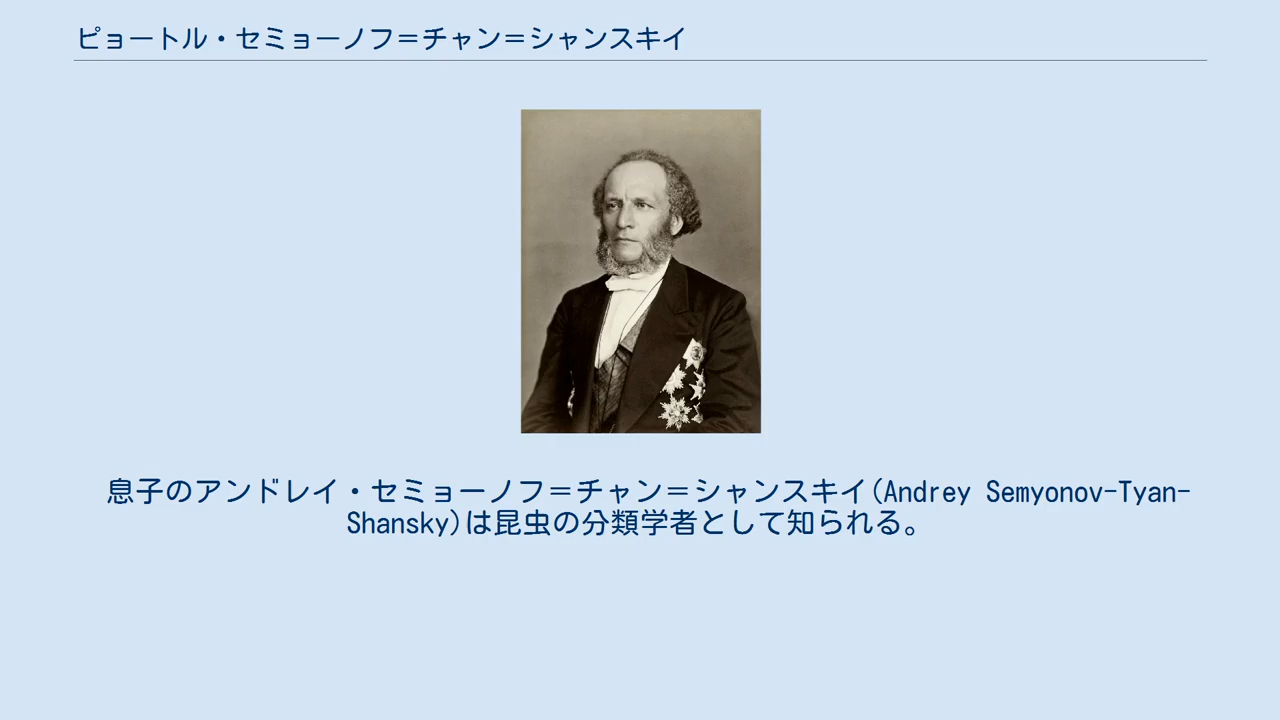 ピョートル・セミョーノフ＝チャン＝シャンスキイ
息子のアンドレイ・セミョーノフ＝チャン＝シャンスキイ(Andrey Semyonov-Tyan-
Shansky)は昆虫の分類学者として知られる。